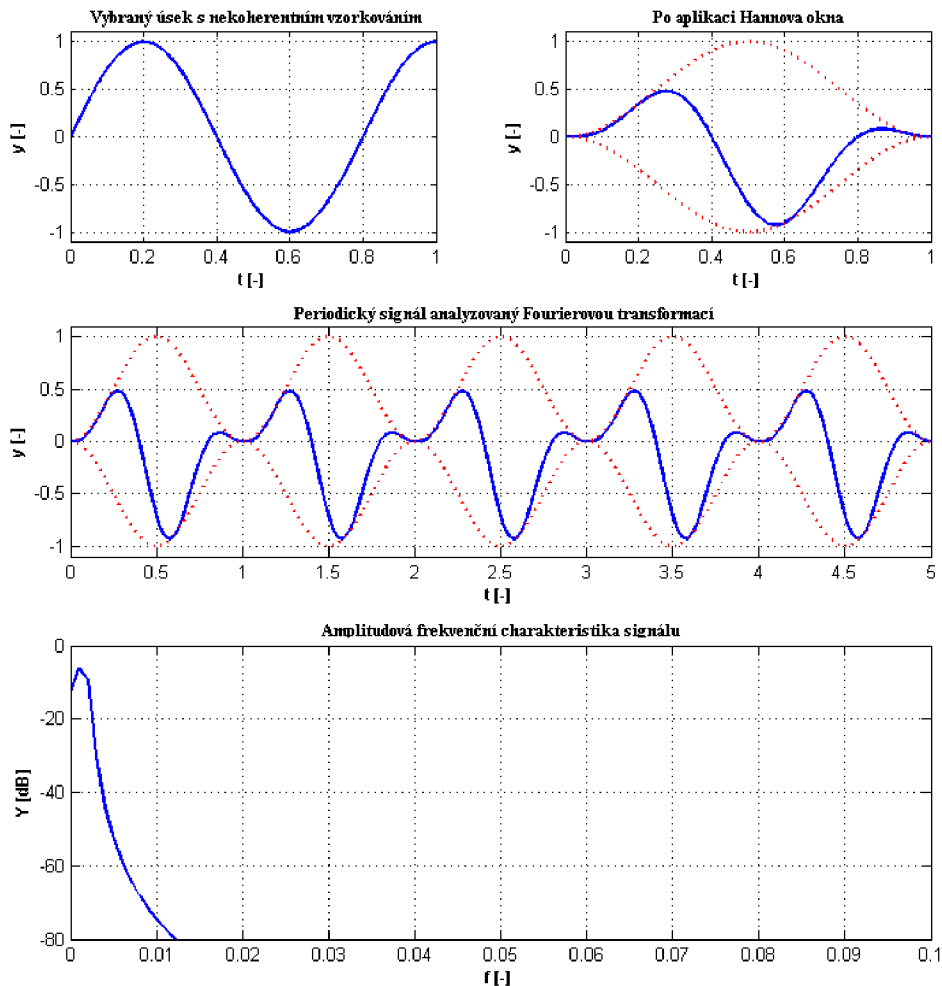 Vybraný úsek s nekoherentním vzorkováním
1
0.5
0
-0.5
-1
y [-]
0 0.2 0.4 0.6 0.8 1
t [-]
Po aplikaci Hannova okna
1
0.5
0
-0.5
-1
y [-]
0 0.2 0.4 0.6 0.8 1
t [-]
Periodický signál analyzovaný Fourierovou transformací
1
0.5
0
-0.5
-1
y [-]
0 0.5 1 1.5 2 2.5 3 3.5 4 4.5 5
t [-]
Amplitudová frekvenční charakteristika signálu
0
-20
-40
-60
-80
Y [dB]
0 0.01 0.02 0.03 0.04 0.05 0.06 0.07 0.08 0.09 0.1
f [-]